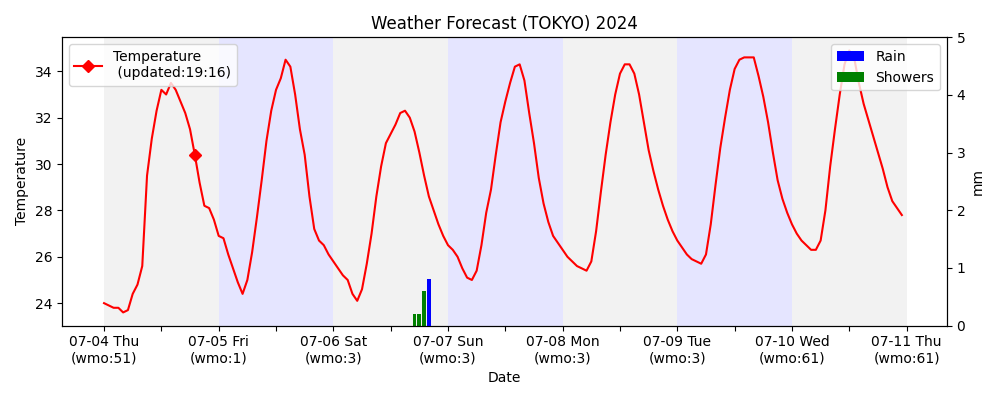 Weather Forecast (TOKYO) 2024
Temperature
(updated:19:16)
Rain
Showers
Temperature
34
32
30
28
26
24
5
4
3
2
1
0
mm
07-04 Thu
(wmo:51)
07-05 Fri
(wmo:1)
07-06 Sat
(wmo:3)
07-07 Sun
(wmo:3)
07-08 Mon
(wmo:3)
07-09 Tue
(wmo:3)
07-10 Wed
(wmo:61)
07-11 Thu
(wmo:61)
Date